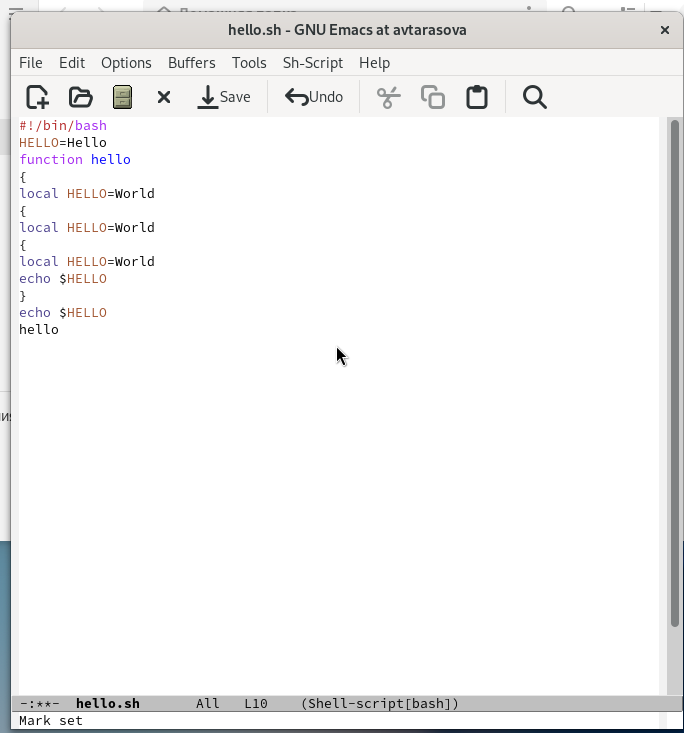 hello.sh - GNU Emacs at avtarasova
File Edit Options Buffers Tools Sh-Script Help
Save Undo
#!/bin/bash
HELLO=Hello
function hello
{
local HELLO=World
{
local HELLO=World
{
local HELLO=World
echo $HELLO
}
echo $HELLO
hello
-:**- hello.sh All L10 (Shell-script[bash])
Mark set